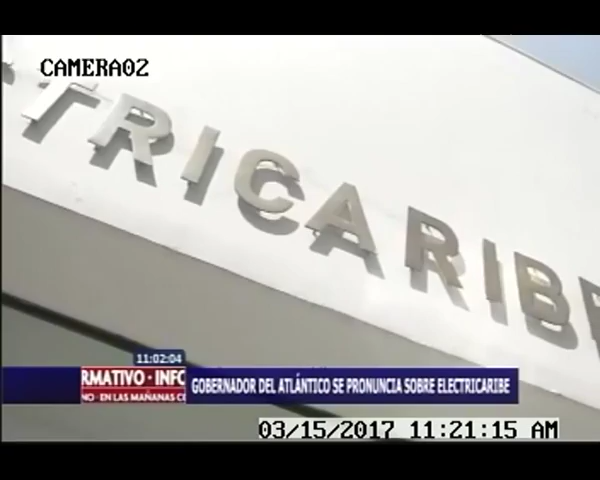 CAMERA02
TRICARIBE
11:02:04
RMATIVO · INFO
NO · EN LAS MAÑANAS
GOBERNADOR DEL ATLÁNTICO SE PRONUNCIA SOBRE ELECTRICARIBE
03/15/2017 11:21:15 AM